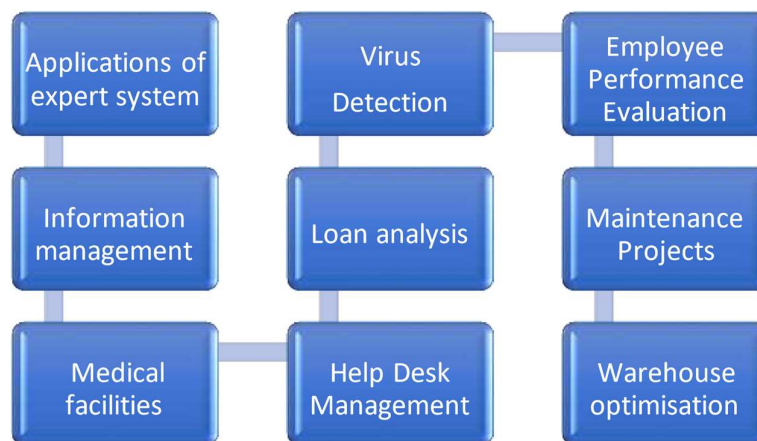 Applications of
expert system
Information
management
Medical
facilities
Help Desk
Management
Loan analysis
Virus
Detection
Employee
Performance
Evaluation
Maintenance
Projects
Warehouse
optimisation